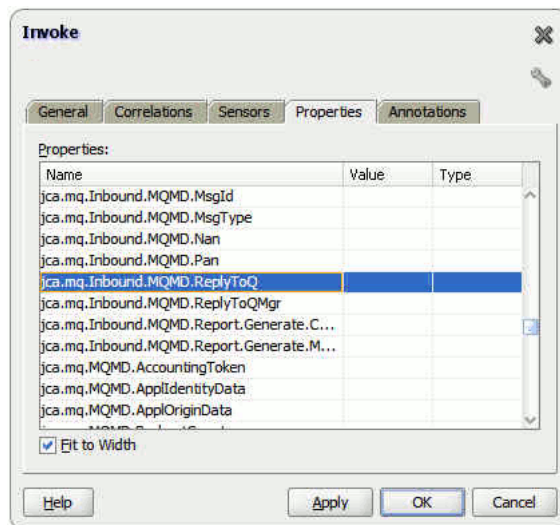 Invoke
General Correlations Sensors Properties Annotations
Properties:
Name Value Type
jca.mq.Inbound.MQMD.MsgId
jca.mq.Inbound.MQMD.MsgType
jca.mq.Inbound.MQMD.Nan
jca.mq.Inbound.MQMD.Pan
jca.mq.Inbound.MQMD.ReplyToQ
jca.mq.Inbound.MQMD.ReplyToQMgr
jca.mq.Inbound.MQMD.Report.Generate.C...
jca.mq.Inbound.MQMD.Report.Generate.M...
jca.mq.MQMD.AccountingToken
jca.mq.MQMD.ApplIdentityData
jca.mq.MQMD.ApplOriginData
Fit to Width
Help Apply OK Cancel